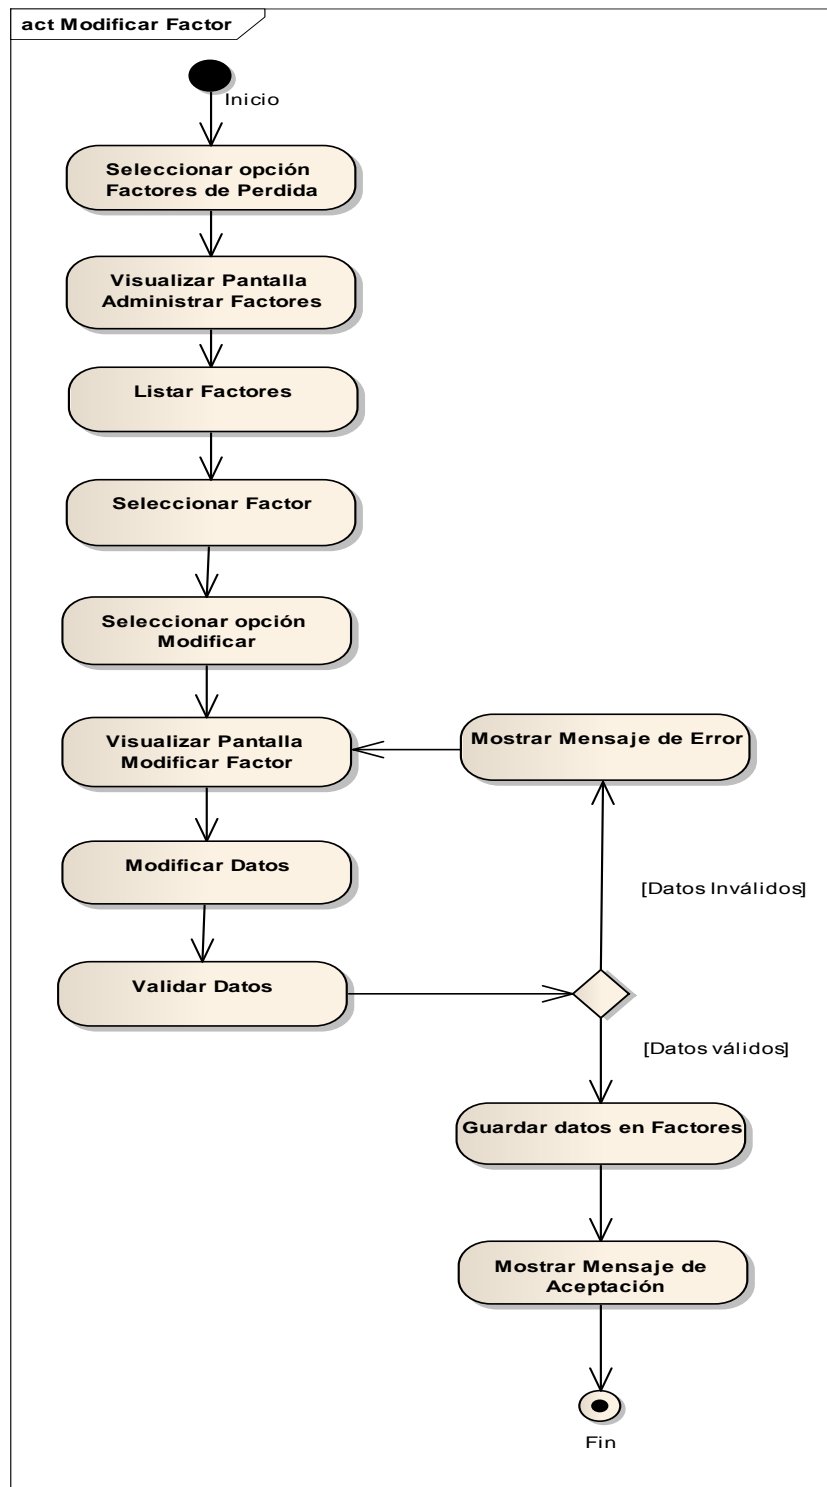 act Modificar Factor
Inicio
Seleccionar opción
Factores de Perdida
Visualizar Pantalla
Administrar Factores
Listar Factores
Seleccionar Factor
Seleccionar opción
Modificar
Visualizar Pantalla
Modificar Factor
Mostrar Mensaje de Error
Modificar Datos
[Datos Inválidos]
Validar Datos
[Datos válidos]
Guardar datos en Factores
Mostrar Mensaje de
Aceptación
Fin